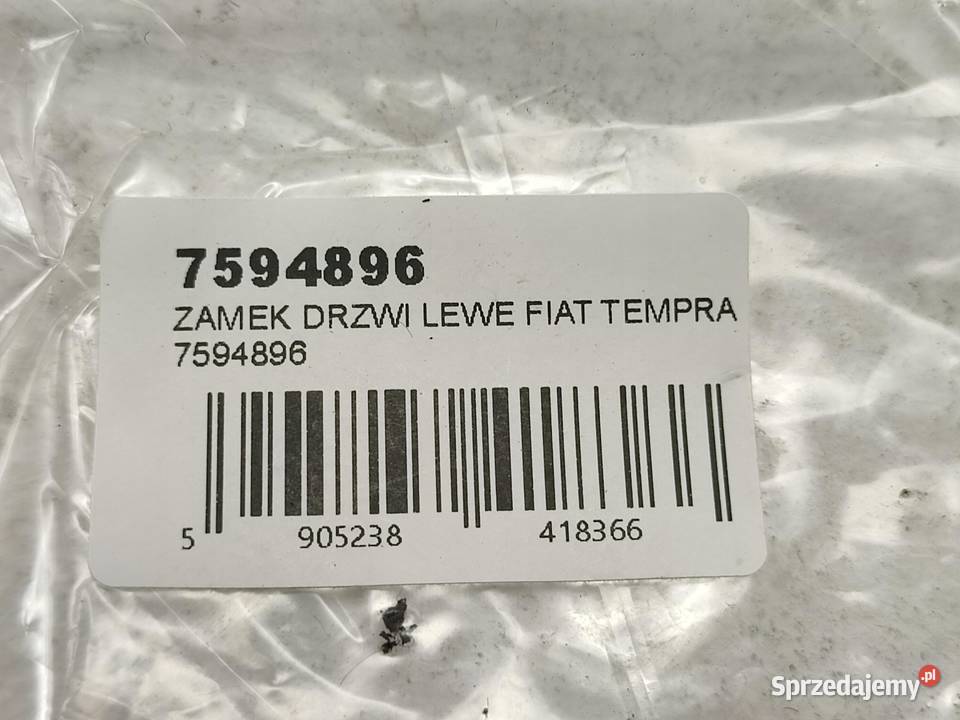 7594896
ZAMEK DRZWI LEWE FIAT TEMPRA
7594896
5 905238 418366
Sprzedajemy.pl